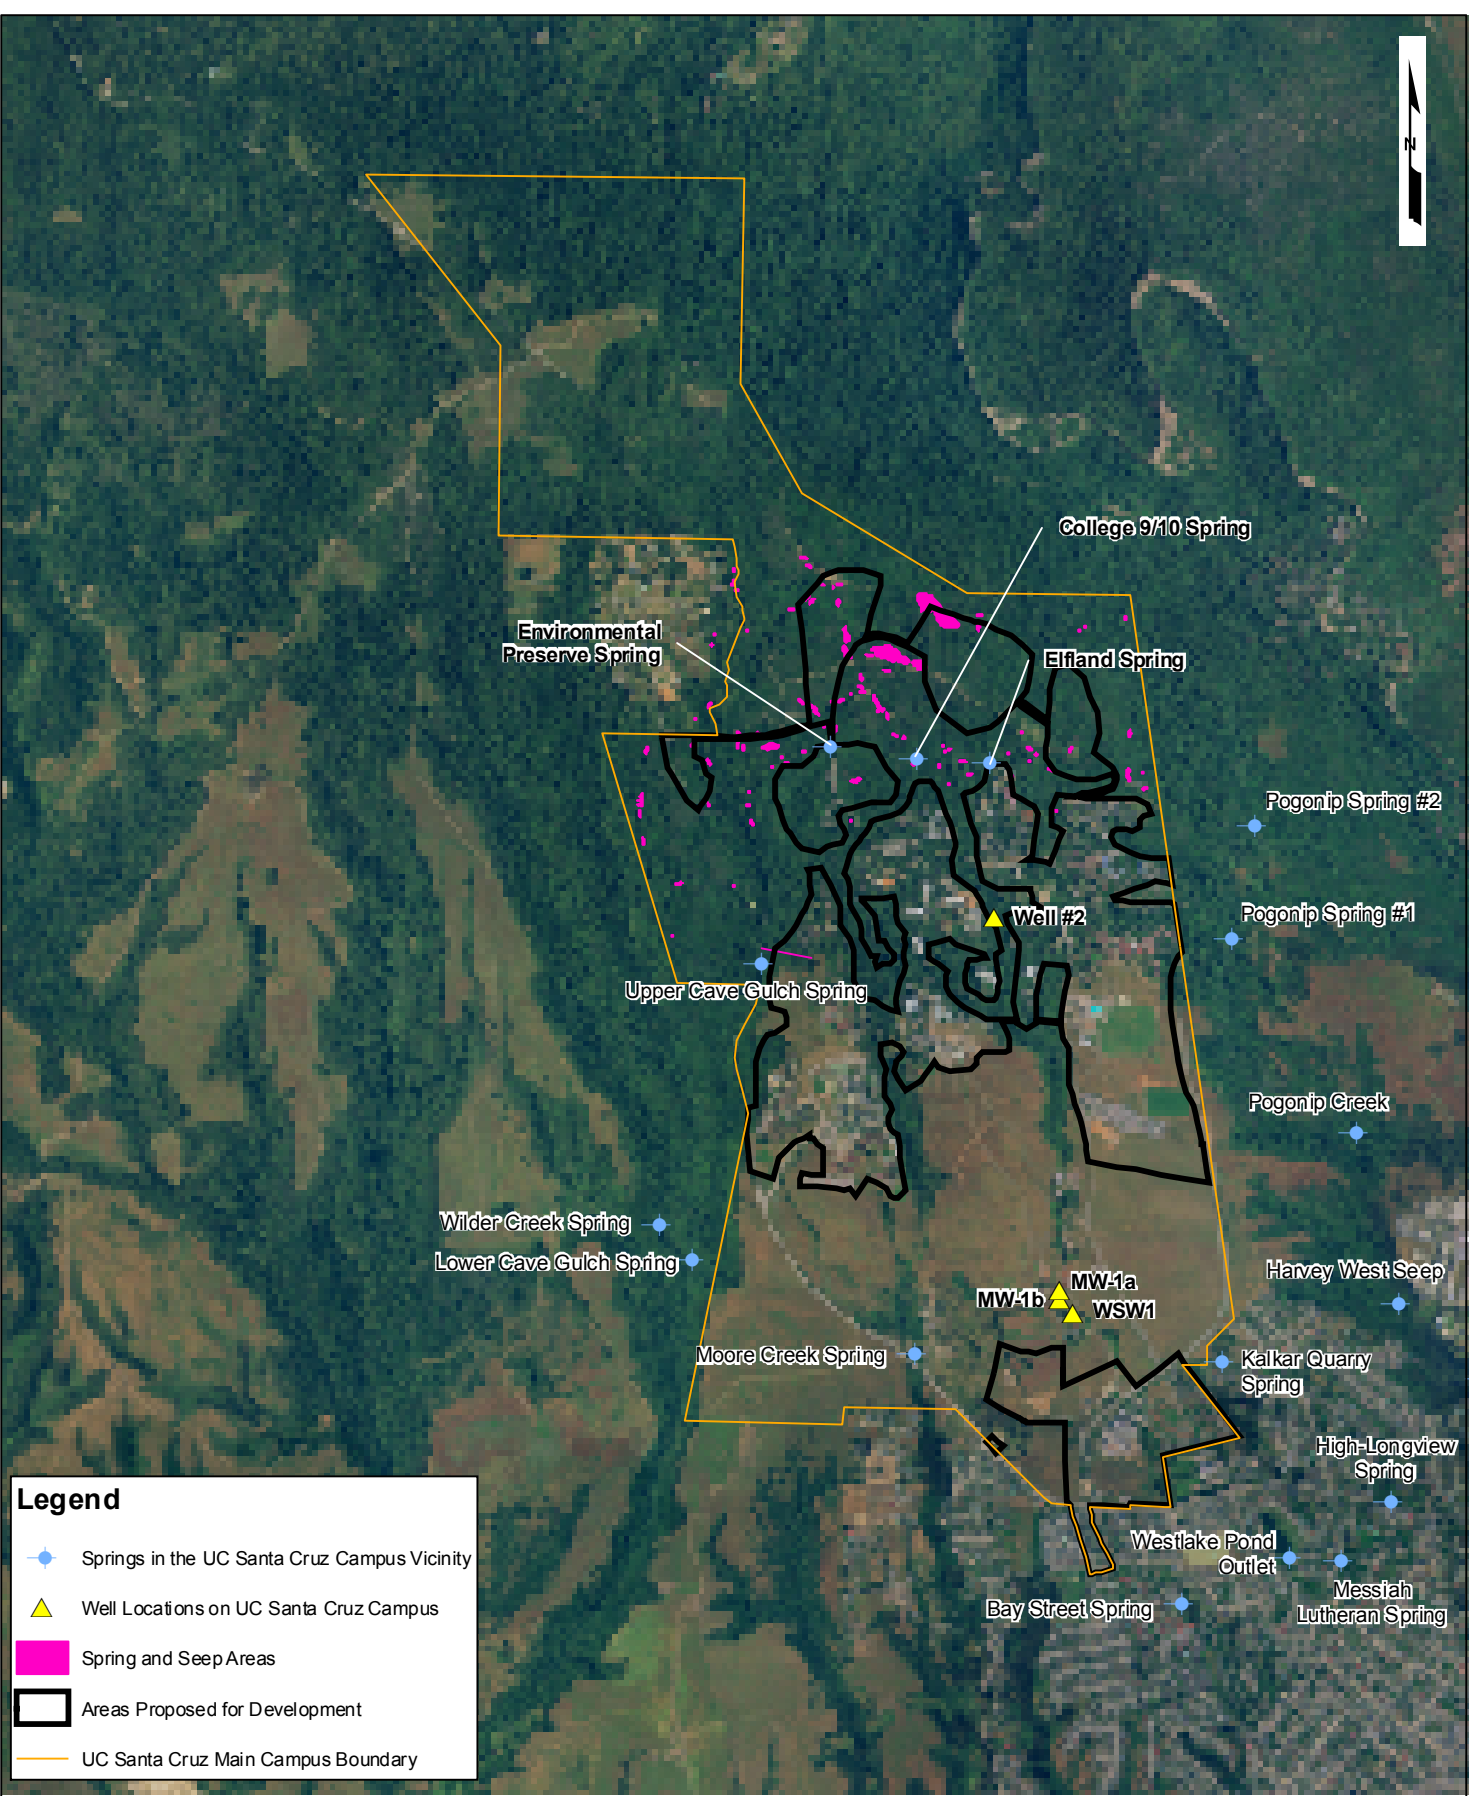 N
College 9/10 Spring
Environmental
Preserve Spring
Elfland Spring
Pogonip Spring #2
Well #2
Pogonip Spring #1
Upper Cave Gulch Spring
Pogonip Creek
Wilder Creek Spring
Lower Cave Gulch Spring
Harvey West Seep
MW-1a
MW-1b
WSW1
Moore Creek Spring
Kalkar Quarry
Spring
High-Longview
Spring
Westlake Pond
Outlet
Messiah
Lutheran Spring
Bay Street Spring
Legend
Springs in the UC Santa Cruz Campus Vicinity
Well Locations on UC Santa Cruz Campus
Spring and Seep Areas
Areas Proposed for Development
UC Santa Cruz Main Campus Boundary